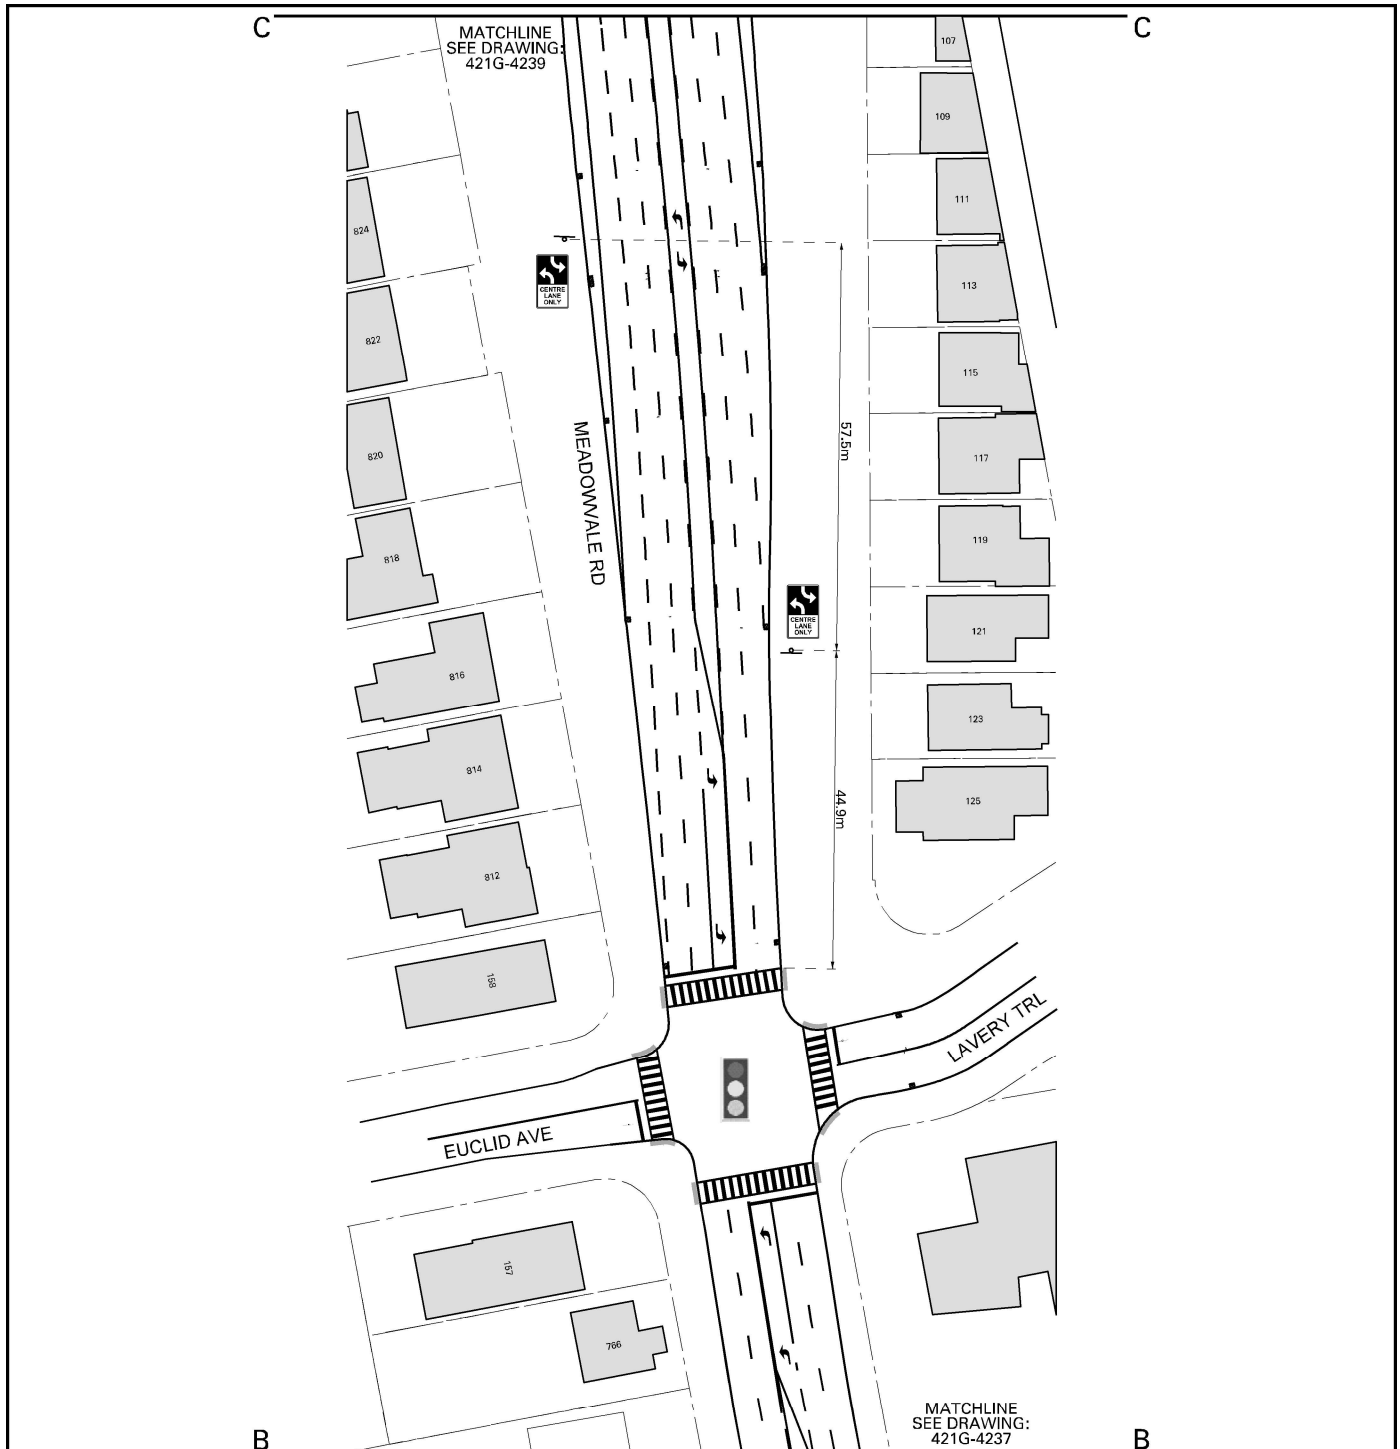 C
C
MATCHLINE
SEE DRAWING:
421G-4239
107
109
111
824
CENTRE
LANE
ONLY
113
822
115
57.5m
MEADOWVALE RD
820
117
818
119
CENTRE
LANE
ONLY
121
816
123
814
44.9m
125
812
158
LAVERY TRL
EUCLID AVE
157
766
MATCHLINE
SEE DRAWING:
421G-4237
B
B